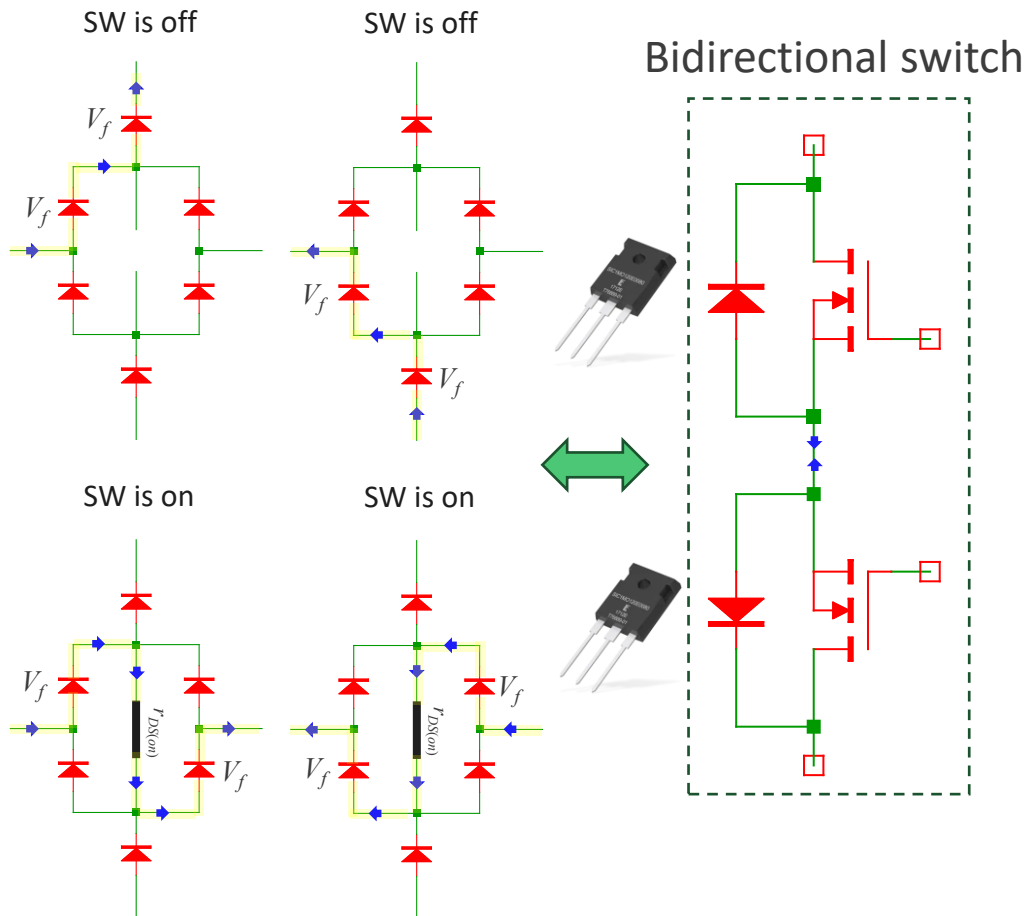 SW is off
SW is off
Bidirectional switch
V_f
V_f
V_f
V_f
SW is on
SW is on
V_f
r_DS(on)
V_f
V_f
r_DS(on)
V_f